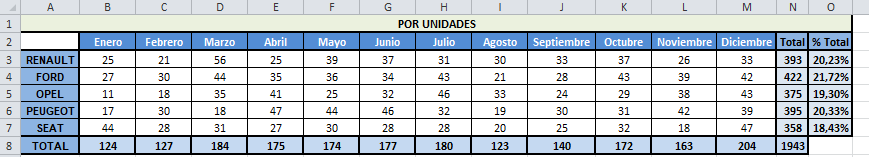 A B C D E F G H I J K L M N O
1 POR UNIDADES
2 Enero Febrero Marzo Abril Mayo Junio Julio Agosto Septiembre Octubre Noviembre Diciembre Total % Total
3 RENAULT 25 21 56 25 39 37 31 30 33 37 26 33 393 20,23%
4 FORD 27 30 44 35 36 34 43 21 28 43 39 42 422 21,72%
5 OPEL 11 18 35 41 25 32 46 33 24 29 38 43 375 19,30%
6 PEUGEOT 17 30 18 47 44 46 32 19 30 31 42 39 395 20,33%
7 SEAT 44 28 31 27 30 28 28 20 25 32 18 47 358 18,43%
8 TOTAL 124 127 184 175 174 177 180 123 140 172 163 204 1943